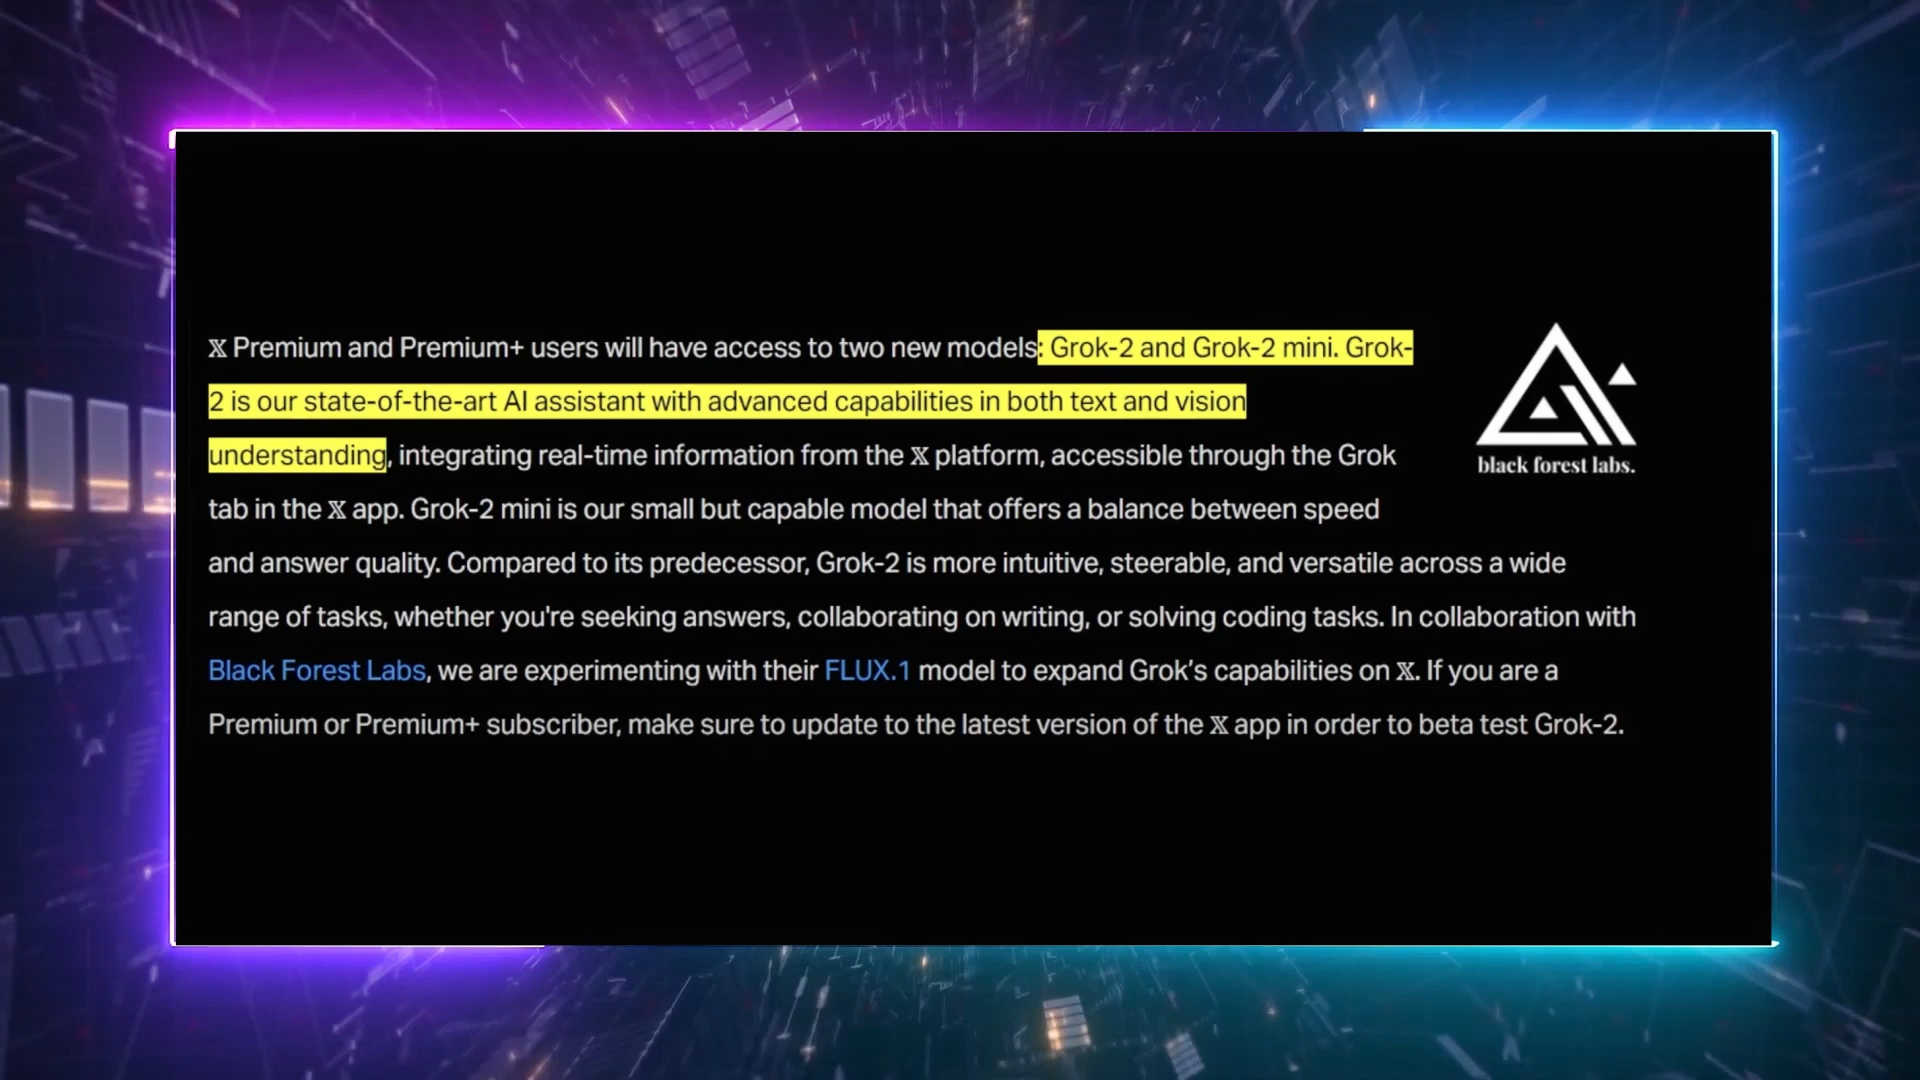 𝕏 Premium and Premium+ users will have access to two new models: Grok-2 and Grok-2 mini. Grok-
2 is our state-of-the-art AI assistant with advanced capabilities in both text and vision
understanding, integrating real-time information from the 𝕏 platform, accessible through the Grok
tab in the 𝕏 app. Grok-2 mini is our small but capable model that offers a balance between speed
and answer quality. Compared to its predecessor, Grok-2 is more intuitive, steerable, and versatile across a wide
range of tasks, whether you're seeking answers, collaborating on writing, or solving coding tasks. In collaboration with
Black Forest Labs, we are experimenting with their FLUX.1 model to expand Grok’s capabilities on 𝕏. If you are a
Premium or Premium+ subscriber, make sure to update to the latest version of the 𝕏 app in order to beta test Grok-2.
black forest labs.